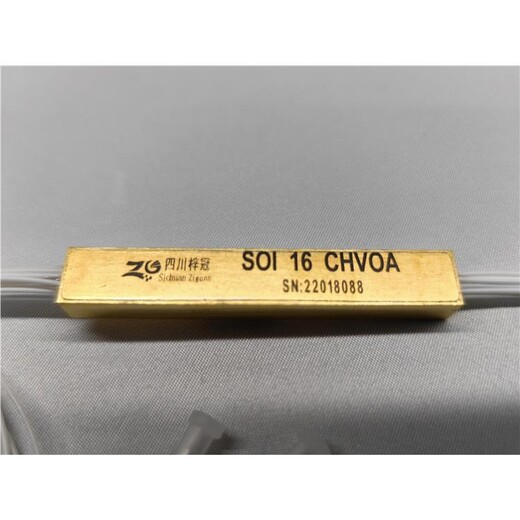 ZG 四川梓冠 SOI 16 CHVOA
Sichuan Ziguan SN:22018088